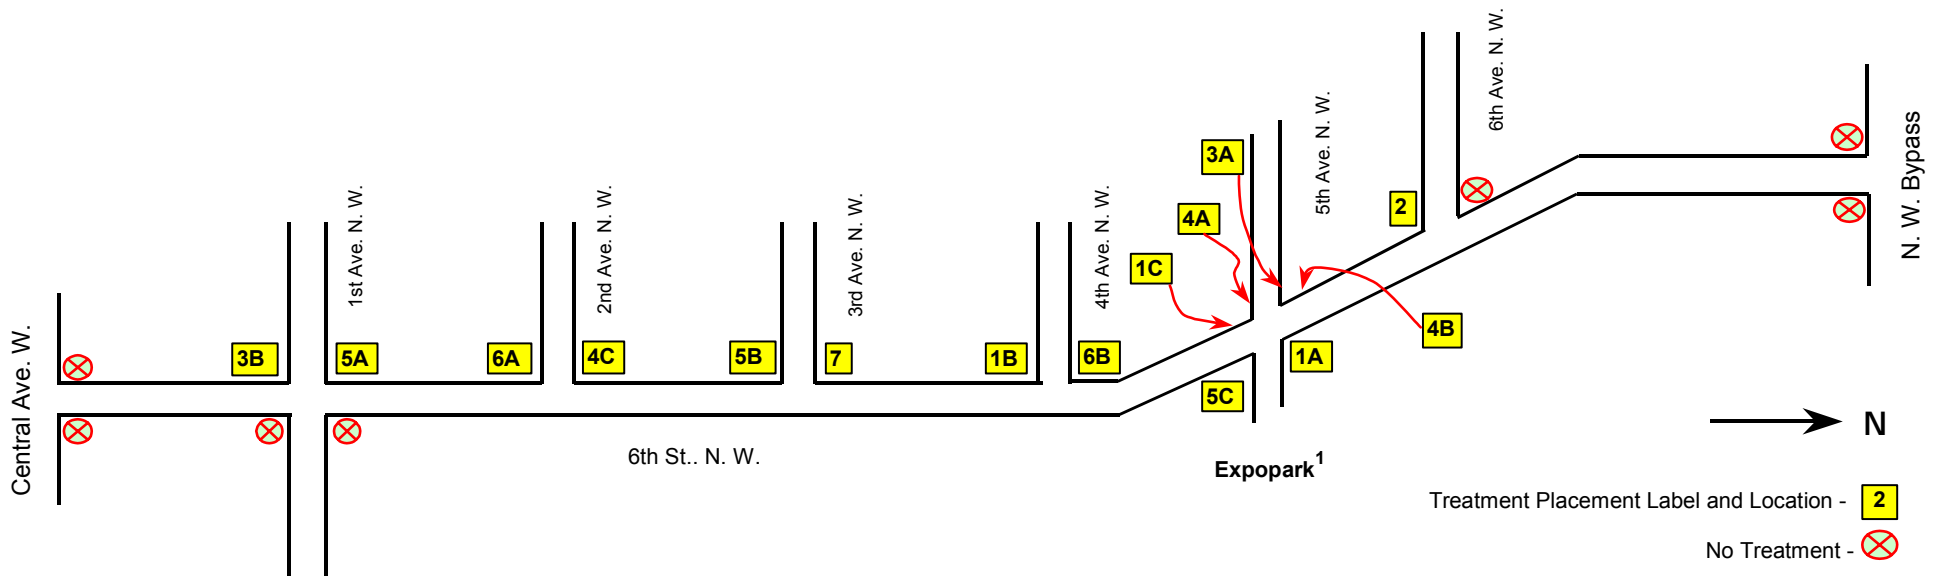 Central Ave. W.
3B
1st Ave. N. W.
5A
6A
2nd Ave. N. W.
4C
5B
3rd Ave. N. W.
7
1B
4th Ave. N. W.
6B
1C
4A
3A
5th Ave. N. W.
2
6th Ave. N. W.
4B
1A
5C
N. W. Bypass
6th St.. N. W.
Expopark1
N
Treatment Placement Label and Location - 2
No Treatment -